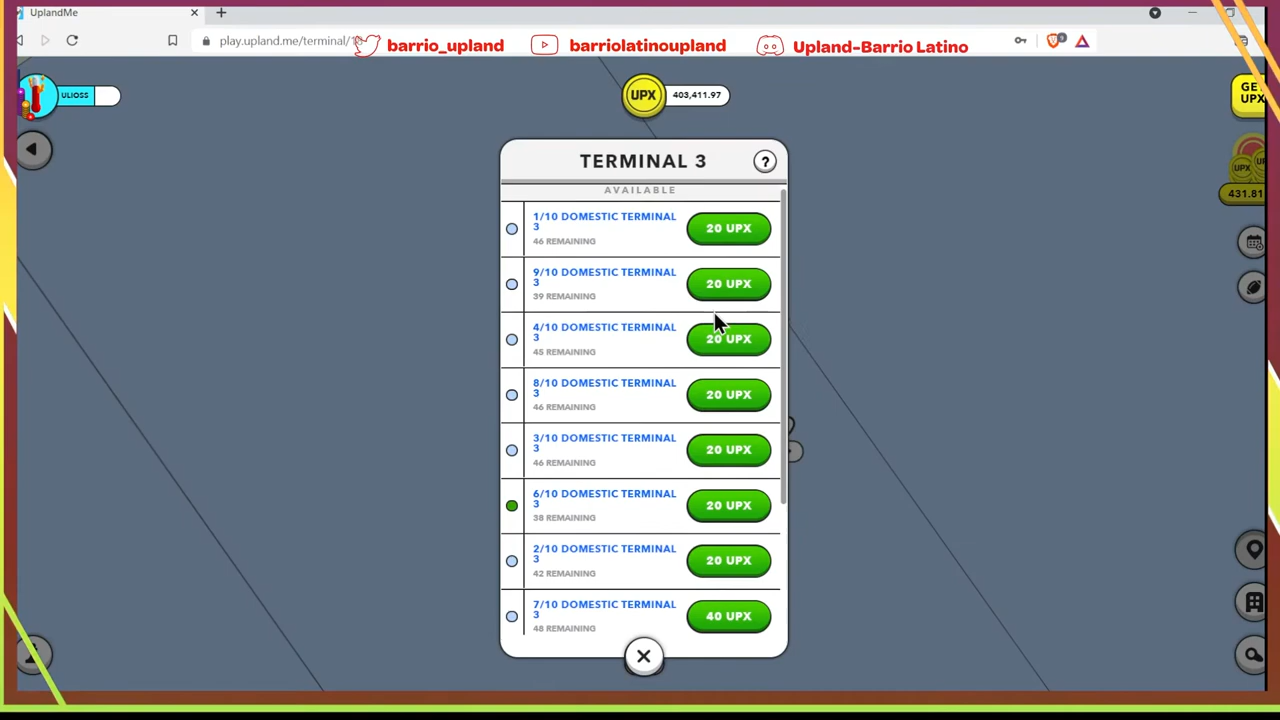 UplandMe
play.upland.me/terminal/
barrio_upland
barriolatinoupland
Upland-Barrio Latino
ULIOSS
UPX
403,411.97
GE
UPX
UPX
431.81
TERMINAL 3
?
AVAILABLE
1/10 DOMESTIC TERMINAL
3
46 REMAINING
20 UPX
9/10 DOMESTIC TERMINAL
3
39 REMAINING
20 UPX
4/10 DOMESTIC TERMINAL
3
45 REMAINING
20 UPX
8/10 DOMESTIC TERMINAL
3
46 REMAINING
20 UPX
3/10 DOMESTIC TERMINAL
3
46 REMAINING
20 UPX
6/10 DOMESTIC TERMINAL
3
38 REMAINING
20 UPX
2/10 DOMESTIC TERMINAL
3
42 REMAINING
20 UPX
7/10 DOMESTIC TERMINAL
3
48 REMAINING
40 UPX